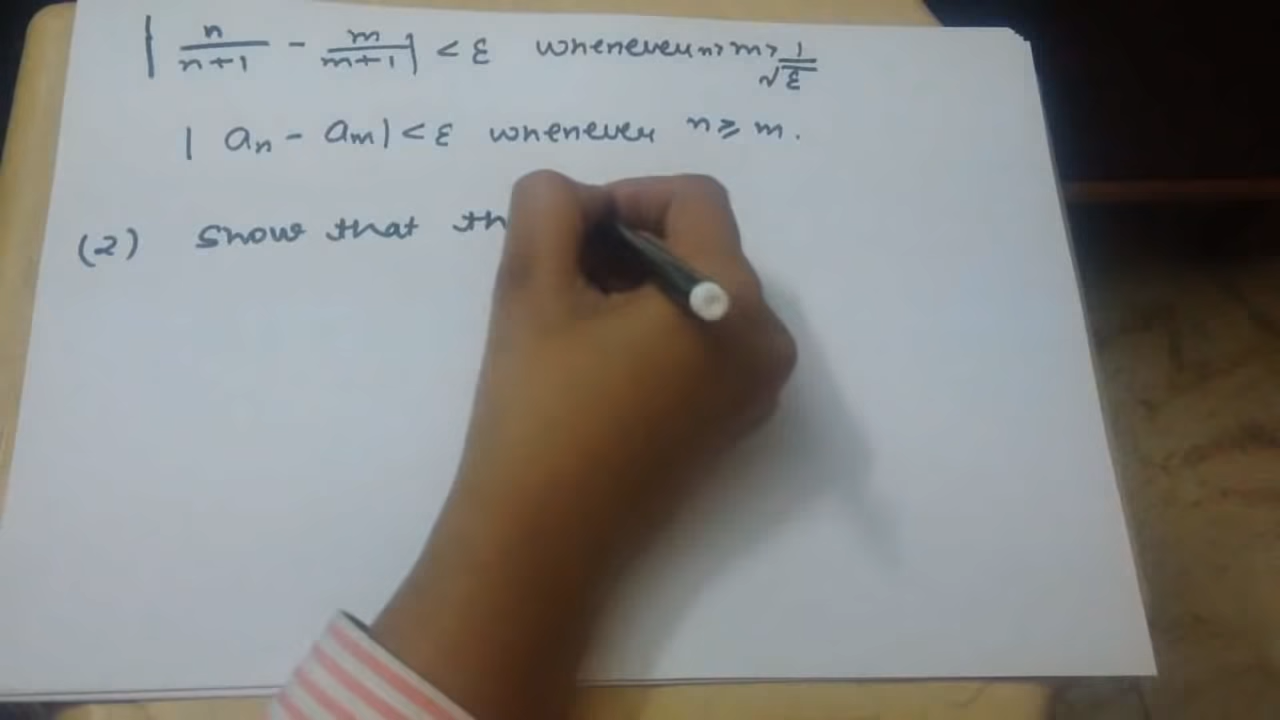 | n/n+1 - m/m+1 | < ε whenever n > m > 1/√ε
| an - am | < ε whenever n ≥ m.
(2) Show that th